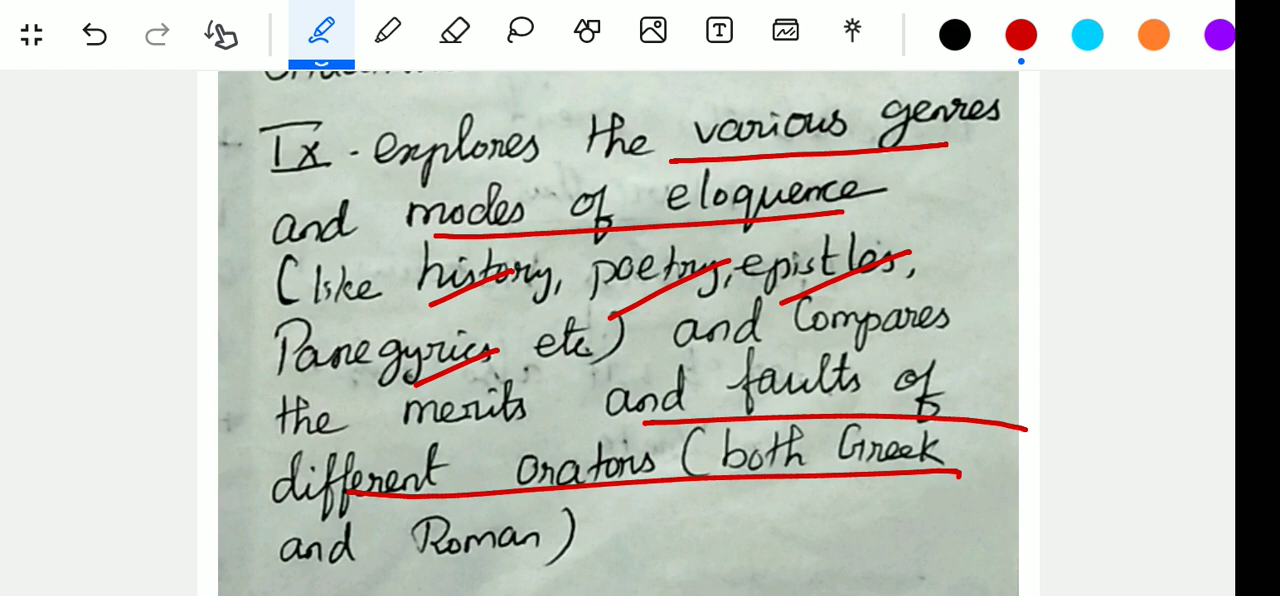 IX - explores the various genres
and modes of eloquence
(like history, poetry, epistles,
Panegyrics etc) and Compares
the merits and faults of
different orators (both Greek
and Roman)